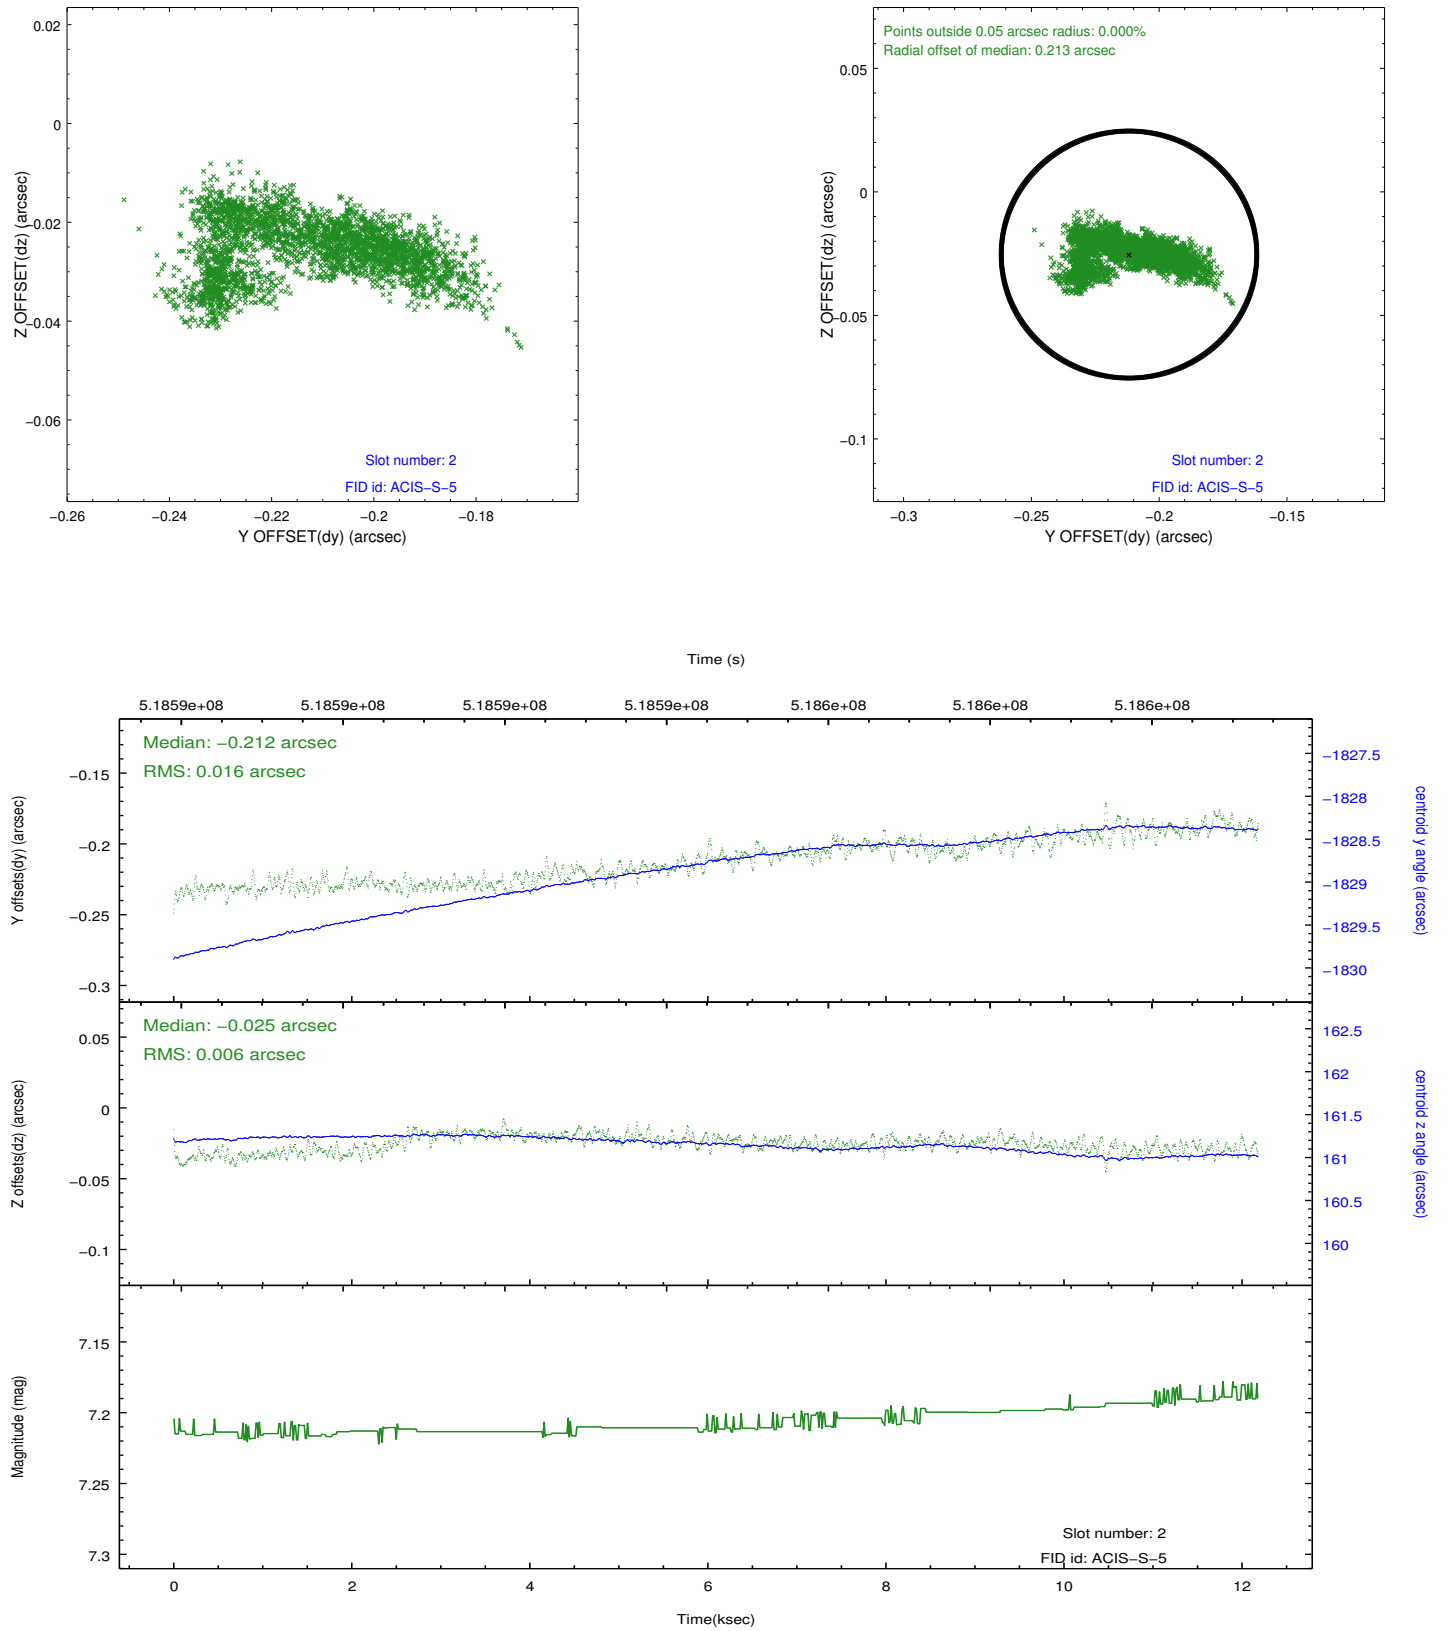 0.02
0
−0.02
−0.04
−0.06
Z OFFSET(dz) (arcsec)
Slot number: 2
FID id: ACIS−S−5
−0.26
−0.24
−0.22
−0.2
−0.18
Y OFFSET(dy) (arcsec)
Points outside 0.05 arcsec radius: 0.000%
Radial offset of median: 0.213 arcsec
0.05
0
−0.05
−0.1
Z OFFSET(dz) (arcsec)
Slot number: 2
FID id: ACIS−S−5
−0.3
−0.25
−0.2
−0.15
Y OFFSET(dy) (arcsec)
Time (s)
5.1859e+08
5.1859e+08
5.1859e+08
5.1859e+08
5.186e+08
5.186e+08
5.186e+08
Median: −0.212 arcsec
RMS: 0.016 arcsec
−0.15
−0.2
−0.25
−0.3
Y offsets(dy) (arcsec)
−1827.5
−1828
−1828.5
−1829
−1829.5
−1830
centroid y angle (arcsec)
Median: −0.025 arcsec
RMS: 0.006 arcsec
0.05
0
−0.05
−0.1
Z offsets(dz) (arcsec)
162.5
162
161.5
161
160.5
160
centroid z angle (arcsec)
7.15
7.2
7.25
7.3
Magnitude (mag)
Slot number: 2
FID id: ACIS−S−5
0
2
4
6
8
10
12
Time(ksec)